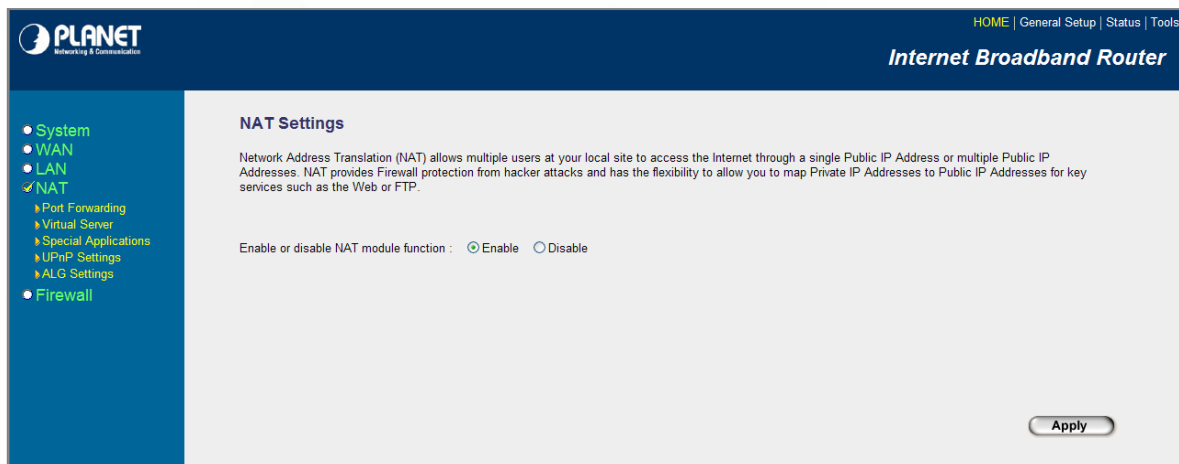 PLANET
Networking & Communication
HOME | General Setup | Status | Tools
Internet Broadband Router
System
WAN
LAN
NAT
Port Forwarding
Virtual Server
Special Applications
UPnP Settings
ALG Settings
Firewall
NAT Settings
Network Address Translation (NAT) allows multiple users at your local site to access the Internet through a single Public IP Address or multiple Public IP
Addresses. NAT provides Firewall protection from hacker attacks and has the flexibility to allow you to map Private IP Addresses to Public IP Addresses for key
services such as the Web or FTP.
Enable or disable NAT module function : Enable Disable
Apply